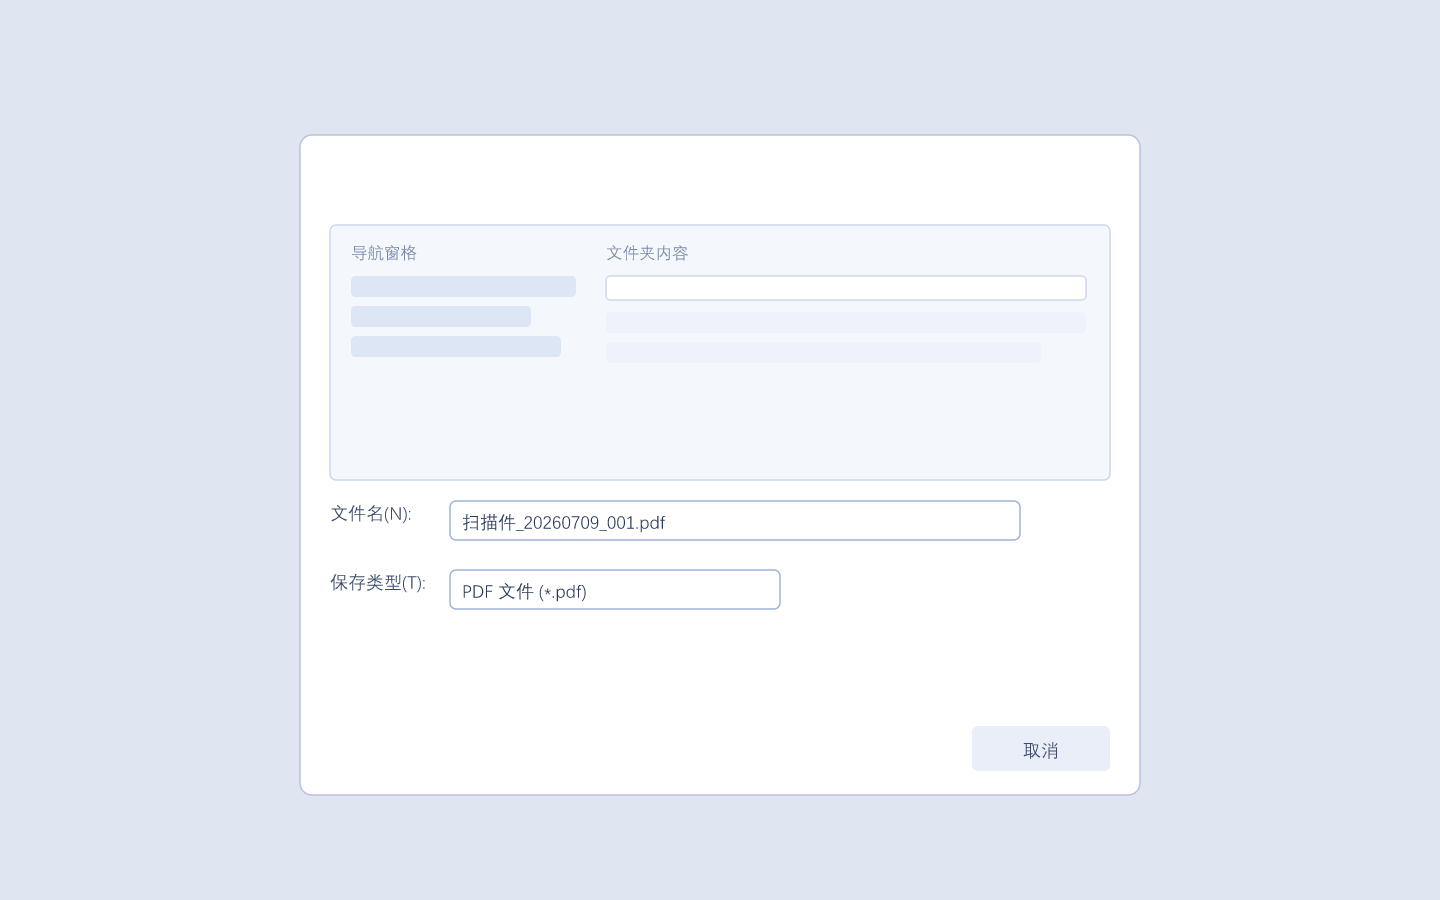 导航窗格
文件夹内容
文件名(N):
扫描件_20260709_001.pdf
保存类型(T):
PDF 文件 (*.pdf)
取消